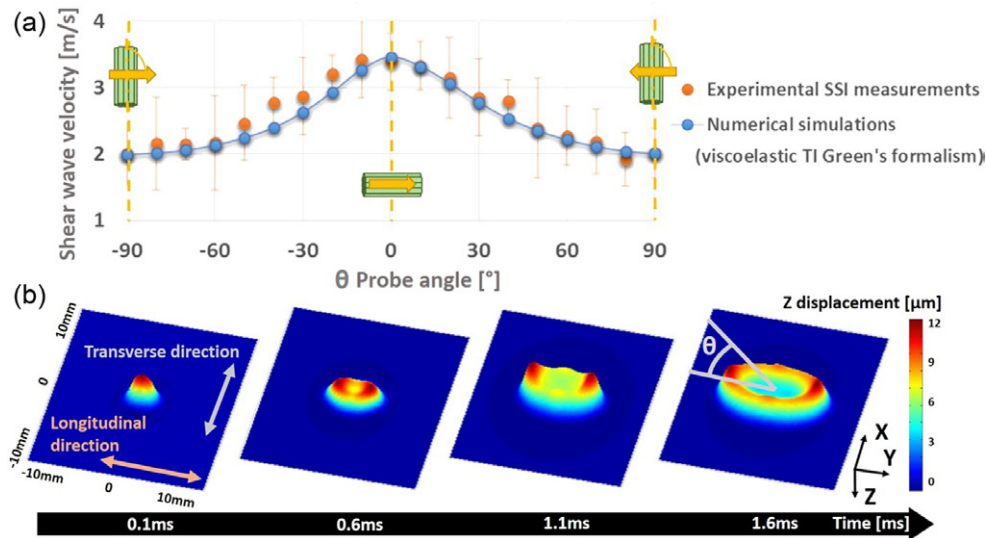 (a)
Shear wave velocity [m/s]
4
3
2
1
-90
-60
-30
0
30
60
90
θ Probe angle [°]
Experimental SSI measurements
Numerical simulations
(viscoelastic TI Green's formalism)
(b)
Z displacement [µm]
12
9
6
3
0
10mm
0
-10mm
-10mm
0
10mm
Transverse direction
Longitudinal
direction
θ
X
Y
Z
0.1ms
0.6ms
1.1ms
1.6ms
Time [ms]